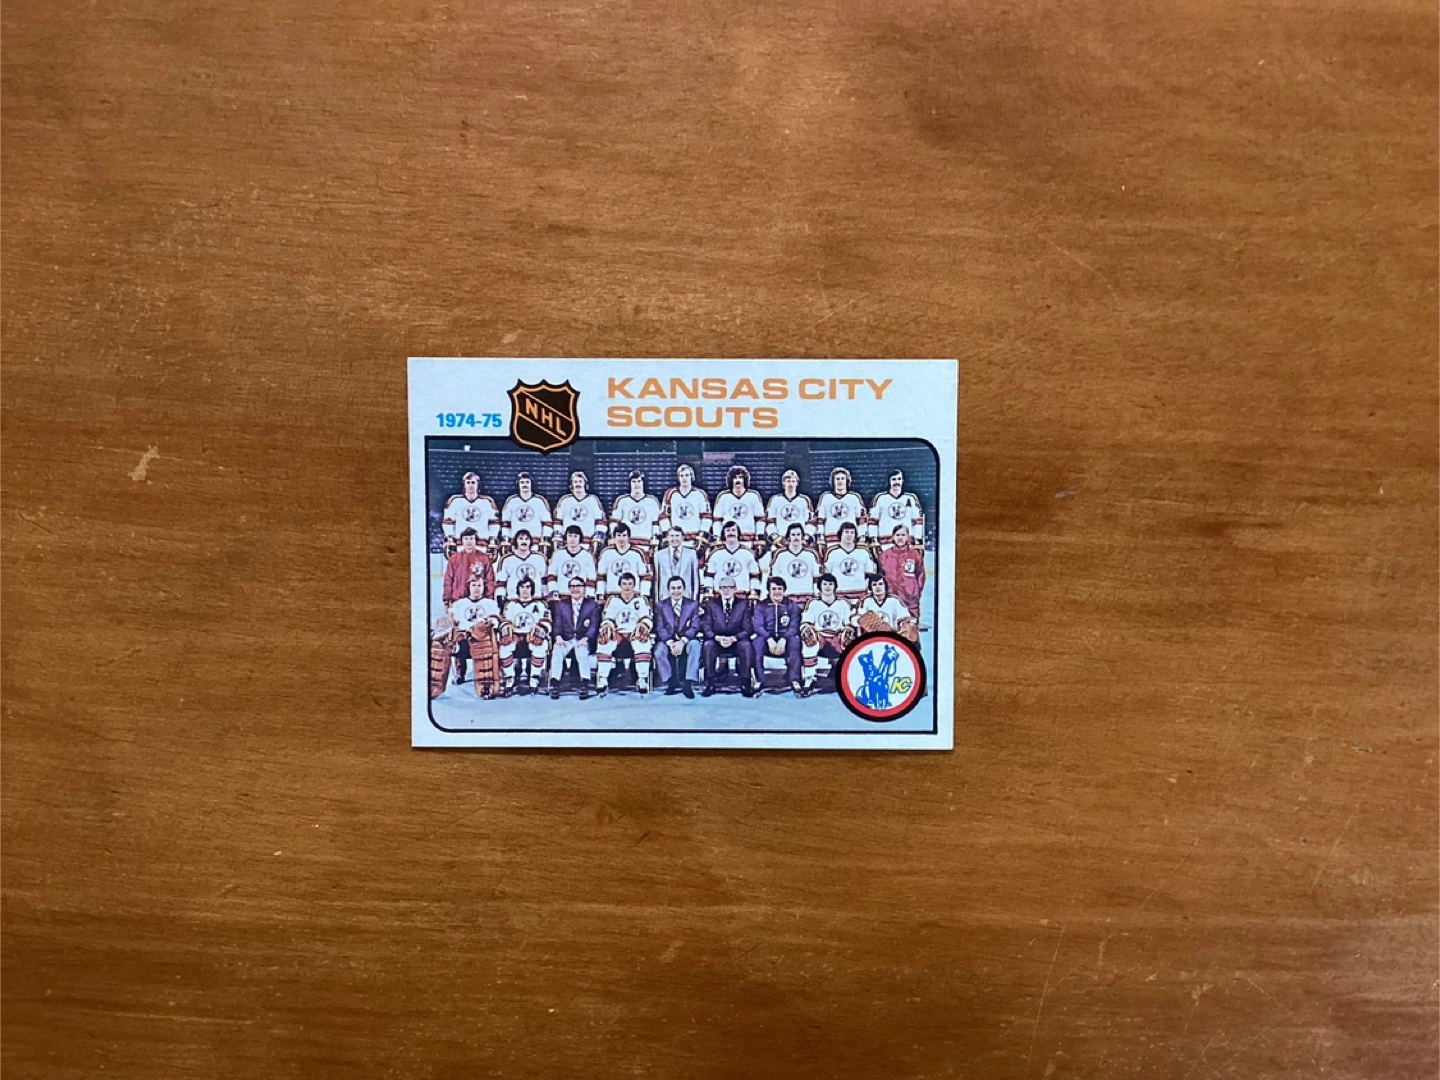 KANSAS CITY
SCOUTS
1974-75
NHL
A
A
C
KC